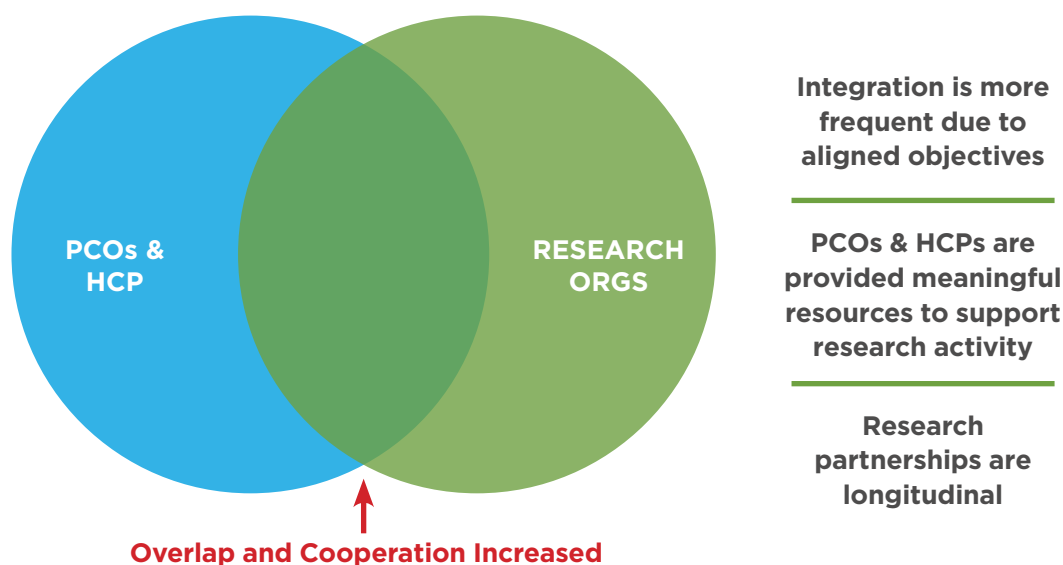 PCOs &
HCP
RESEARCH
ORGS
Overlap and Cooperation Increased
Integration is more
frequent due to
aligned objectives
PCOs & HCPs are
provided meaningful
resources to support
research activity
Research
partnerships are
longitudinal